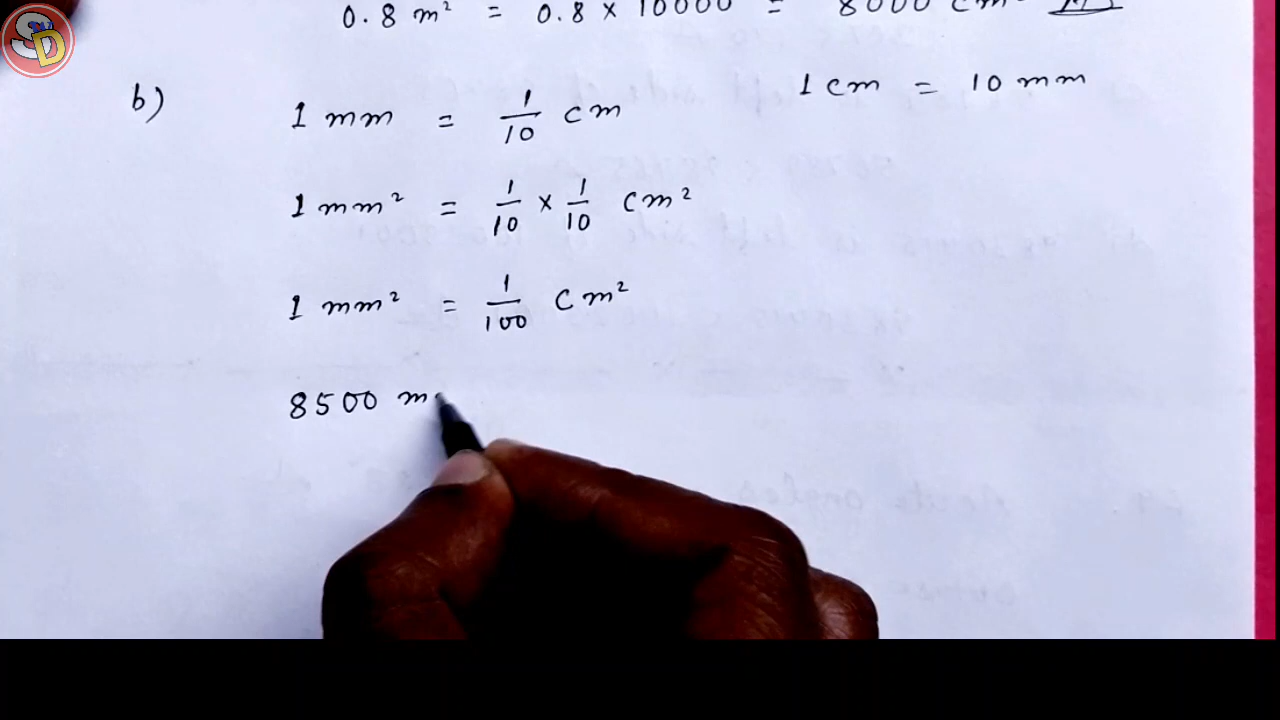 SD
0.8 m² = 0.8 × 10000 = 8000 cm²
b) 1 mm = 1/10 cm 1 cm = 10 mm
1 mm² = 1/10 × 1/10 cm²
1 mm² = 1/100 cm²
8500 m